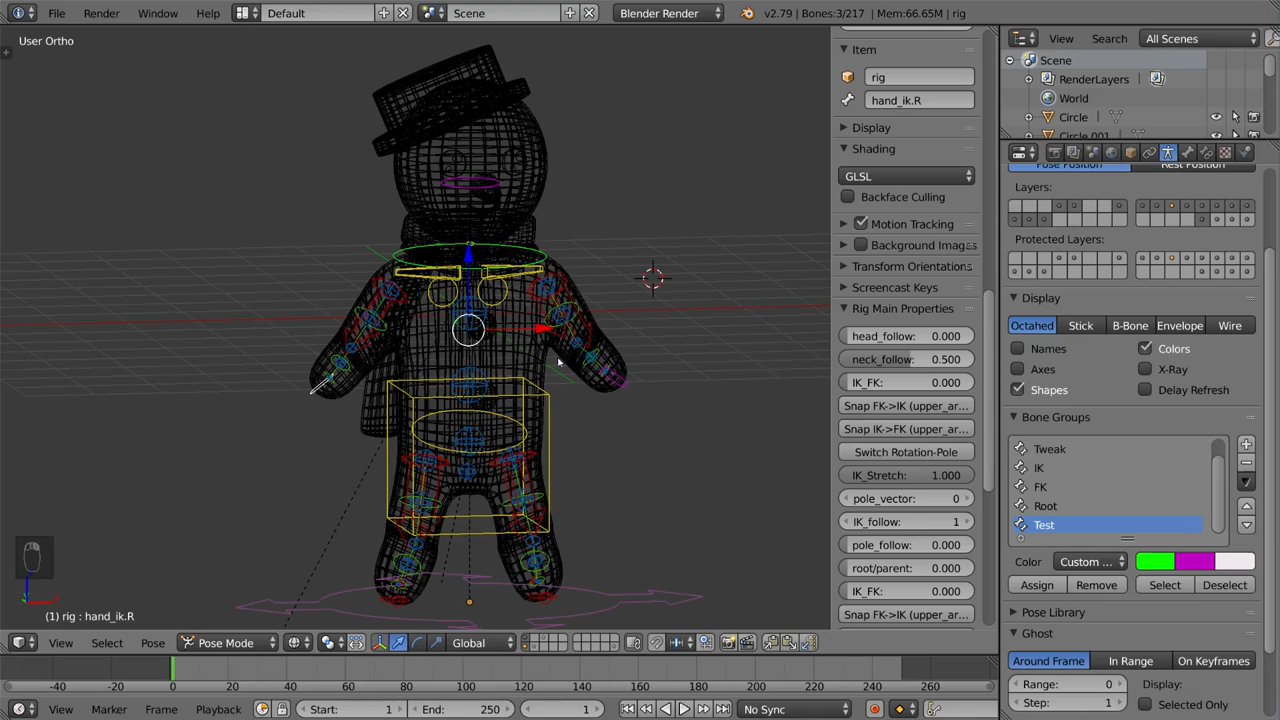 File Render Window Help Default Scene Blender Render v2.79 | Bones:3/217 | Mem:66.65M | rig
User Ortho
(1) rig : hand_ik.R
View Select Pose Pose Mode Global
-40 -20 0 20 40 60 80 100 120 140 160 180 200 220 240 260
View Marker Frame Playback Start: 1 End: 250 1 No Sync
Item
rig
hand_ik.R
Display
Shading
GLSL
Backface Culling
Motion Tracking
Background Images
Transform Orientations
Screencast Keys
Rig Main Properties
head_follow: 0.000
neck_follow: 0.500
IK_FK: 0.000
Snap FK->IK (upper_ar...
Snap IK->FK (upper_ar...
Switch Rotation-Pole
IK_Stretch: 1.000
pole_vector: 0
IK_follow: 1
pole_follow: 0.000
root/parent: 0.000
IK_FK: 0.000
Snap FK->IK (upper_ar...
View Search All Scenes
Scene
RenderLayers
World
Circle
Circle.001
Pose Position Rest Position
Layers:
Protected Layers:
Display
Octahed Stick B-Bone Envelope Wire
Names Colors
Axes X-Ray
Shapes Delay Refresh
Bone Groups
Tweak
IK
FK
Root
Test
Color Custom ...
Assign Remove Select Deselect
Pose Library
Ghost
Around Frame In Range On Keyframes
Range: 0 Display:
Step: 1 Selected Only